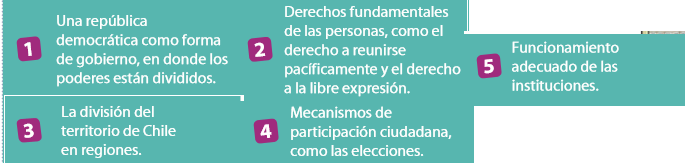 1
Una república
democrática como forma
de gobierno, en donde los
poderes están divididos.
2
Derechos fundamentales
de las personas, como el
derecho a reunirse
pacíficamente y el derecho
a la libre expresión.
3
La división del
territorio de Chile
en regiones.
4
Mecanismos de
participación ciudadana,
como las elecciones.
5
Funcionamiento
adecuado de las
instituciones.